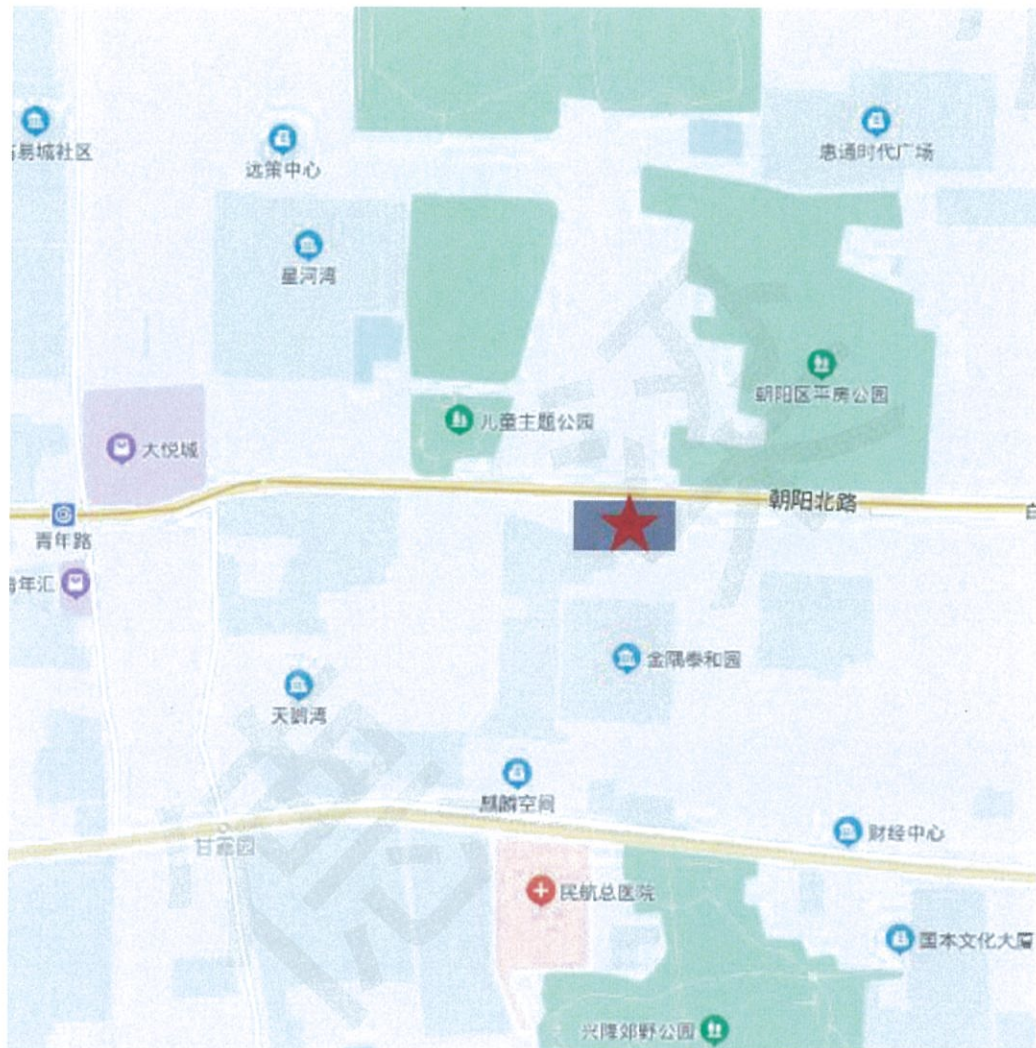 易城社区
远策中心
惠通时代广场
星河湾
朝阳区平房公园
儿童主题公园
大悦城
朝阳北路
青年路
年汇
金隅泰和园
天鹅湾
麒麟空间
甘露园
财经中心
民航总医院
国本文化大厦
兴隆郊野公园